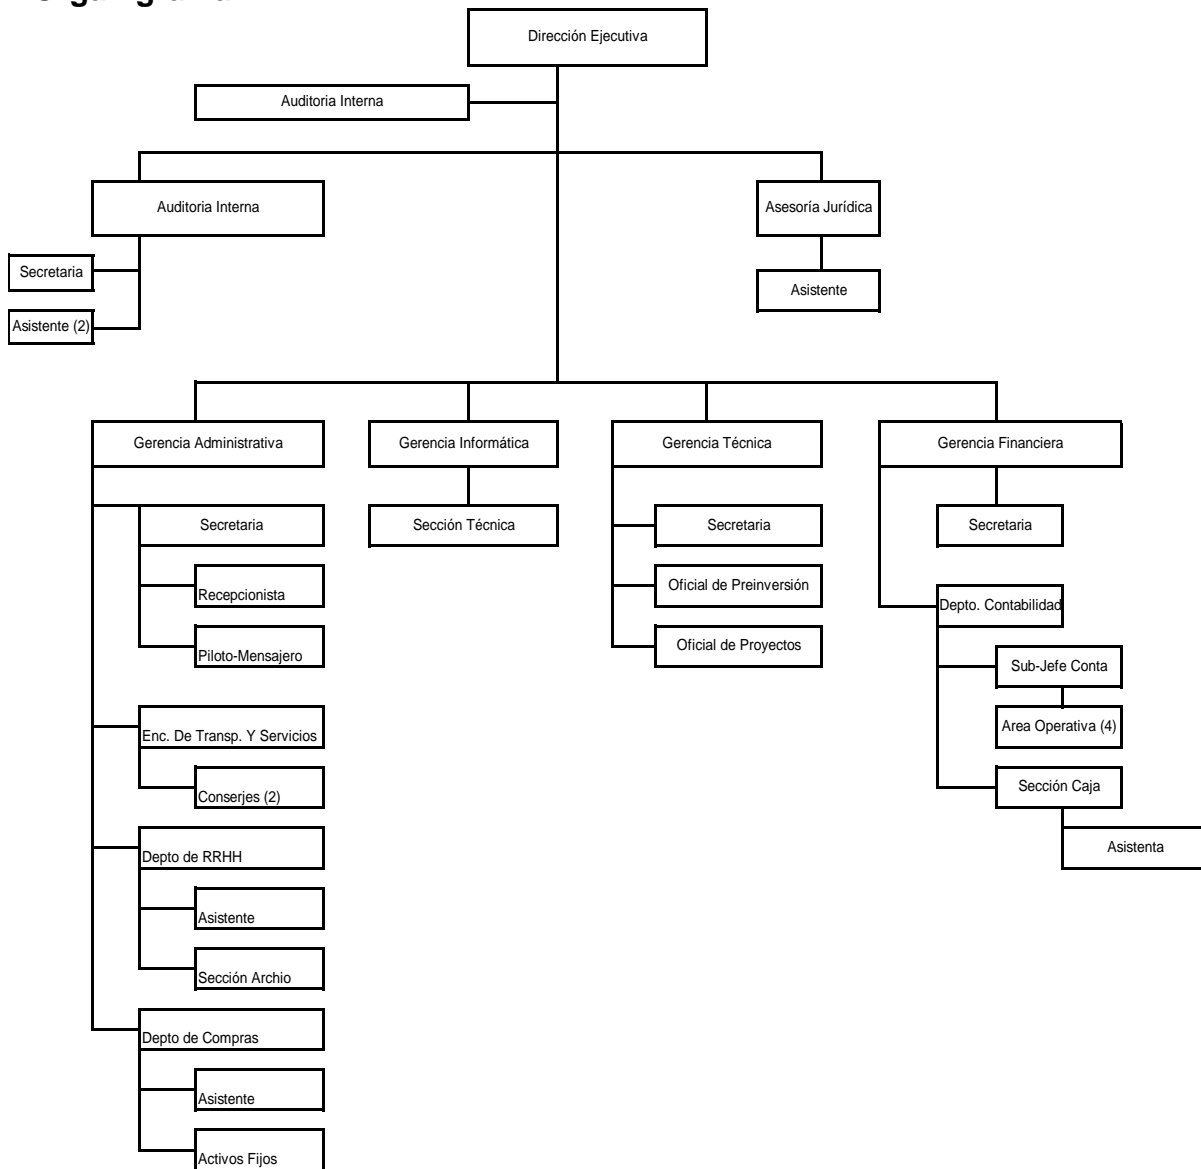 Dirección Ejecutiva
Auditoria Interna
Auditoria Interna
Asesoría Jurídica
Secretaria
Asistente
Asistente (2)
Gerencia Administrativa
Gerencia Informática
Gerencia Técnica
Gerencia Financiera
Secretaria
Sección Técnica
Secretaria
Secretaria
Recepcionista
Oficial de Preinversión
Depto. Contabilidad
Piloto-Mensajero
Oficial de Proyectos
Sub-Jefe Conta
Enc. De Transp. Y Servicios
Area Operativa (4)
Conserjes (2)
Sección Caja
Depto de RRHH
Asistenta
Asistente
Sección Archio
Depto de Compras
Asistente
Activos Fijos